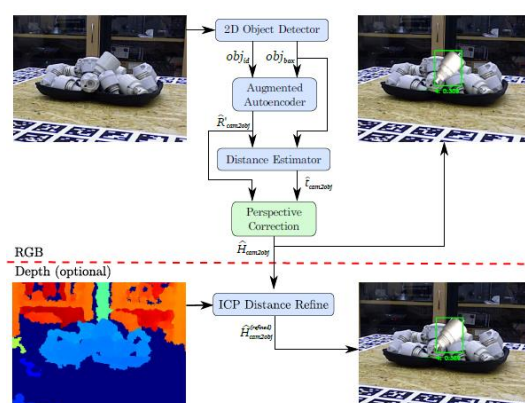 2D Object Detector
obj_id obj_box
Augmented
Autoencoder
R̂'_cam2obj
Distance Estimator
t̂_cam2obj
Perspective
Correction
RGB
Ĥ_cam2obj
Depth (optional)
ICP Distance Refine
Ĥ_cam2obj^(refined)